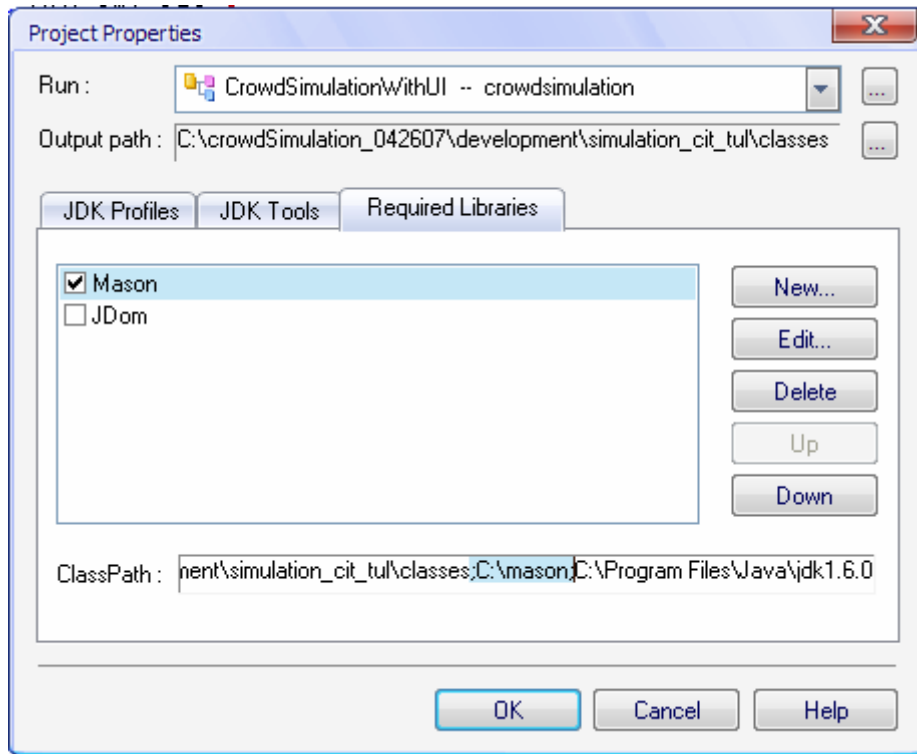 Project Properties
Run :
CrowdSimulationWithUI -- crowdsimulation
...
Output path :
C:\crowdSimulation_042607\development\simulation_cit_tul\classes
...
JDK Profiles
JDK Tools
Required Libraries
Mason
JDom
New...
Edit...
Delete
Up
Down
ClassPath :
nent\simulation_cit_tul\classes;C:\mason;C:\Program Files\Java\jdk1.6.0
OK
Cancel
Help